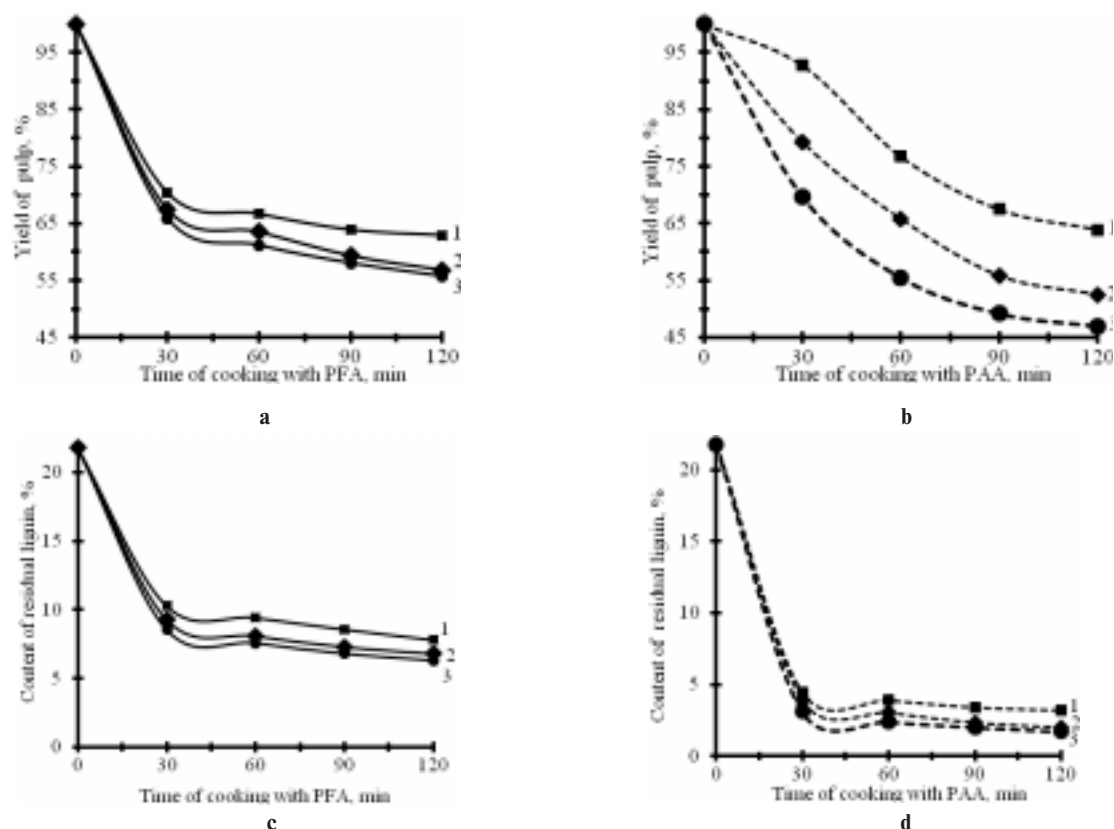 Yield of pulp, %
95
85
75
65
55
45
1
2
3
0 30 60 90 120
Time of cooking with PFA, min
a
Yield of pulp, %
95
85
75
65
55
45
1
2
3
0 30 60 90 120
Time of cooking with PAA, min
b
Content of residual lignin, %
20
15
10
5
0
1
2
3
0 30 60 90 120
Time of cooking with PFA, min
c
Content of residual lignin, %
20
15
10
5
0
1
2
3
0 30 60 90 120
Time of cooking with PAA, min
d